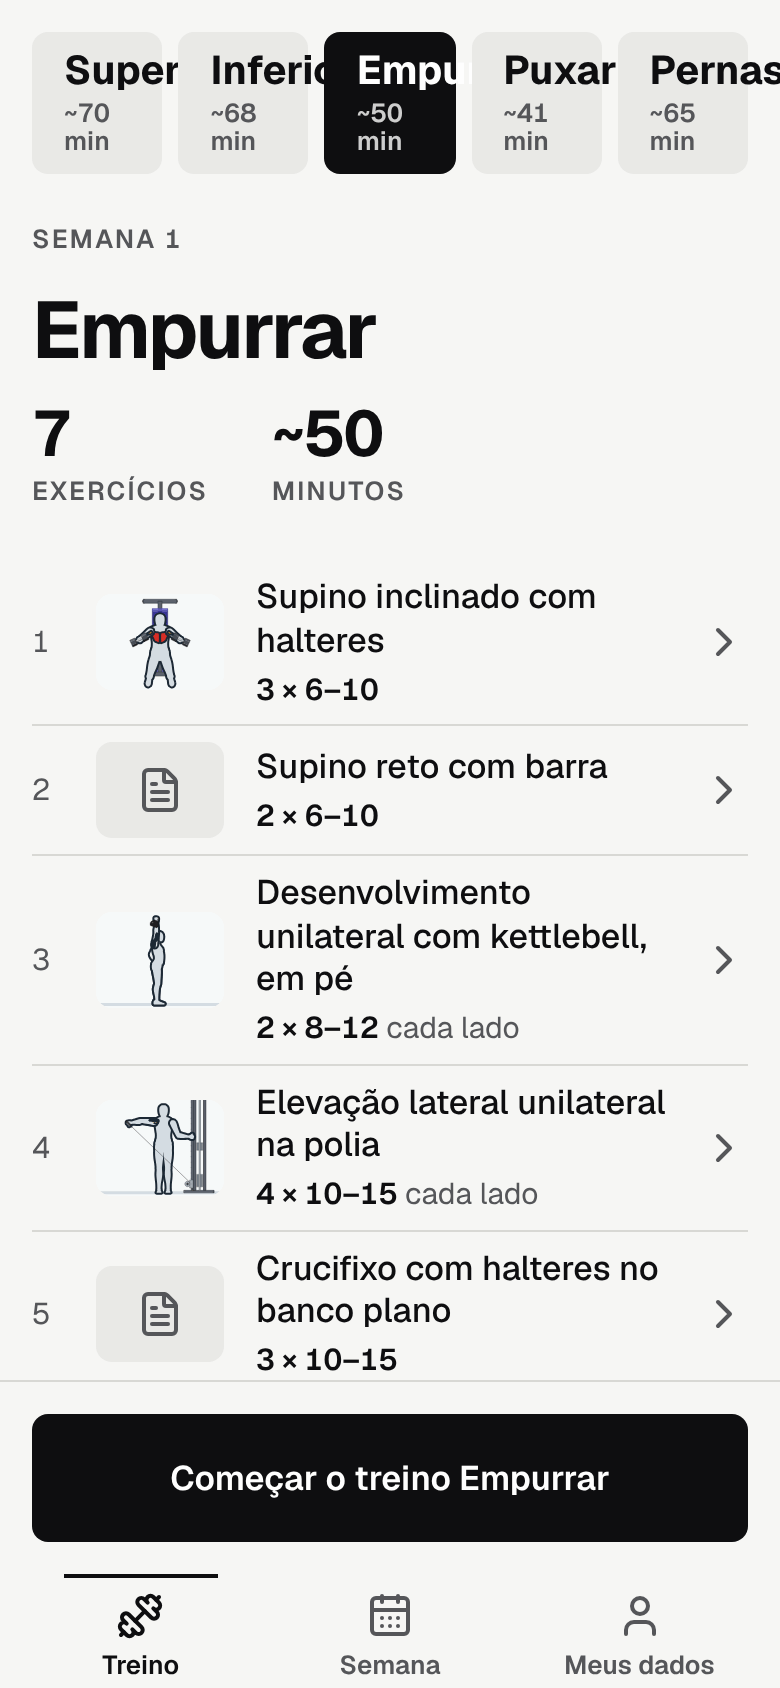 Super
~70
min
Inferio
~68
min
Empu
~50
min
Puxar
~41
min
Pernas
~65
min
SEMANA 1
Empurrar
7
EXERCÍCIOS
~50
MINUTOS
1
Supino inclinado com
halteres
3 × 6–10
2
Supino reto com barra
2 × 6–10
3
Desenvolvimento
unilateral com kettlebell,
em pé
2 × 8–12 cada lado
4
Elevação lateral unilateral
na polia
4 × 10–15 cada lado
5
Crucifixo com halteres no
banco plano
3 × 10–15
Começar o treino Empurrar
Treino
Semana
Meus dados